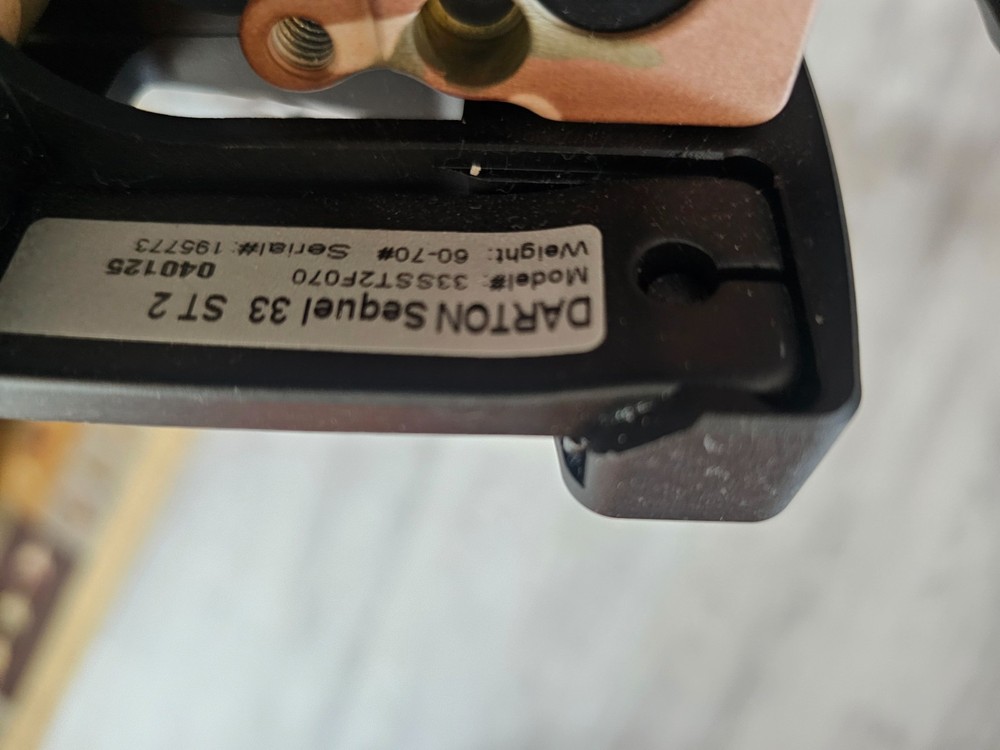 DARTON Sequel 33 ST 2
Model#: 33SST2F070 040125
Weight: 60-70# Serial#: 195773